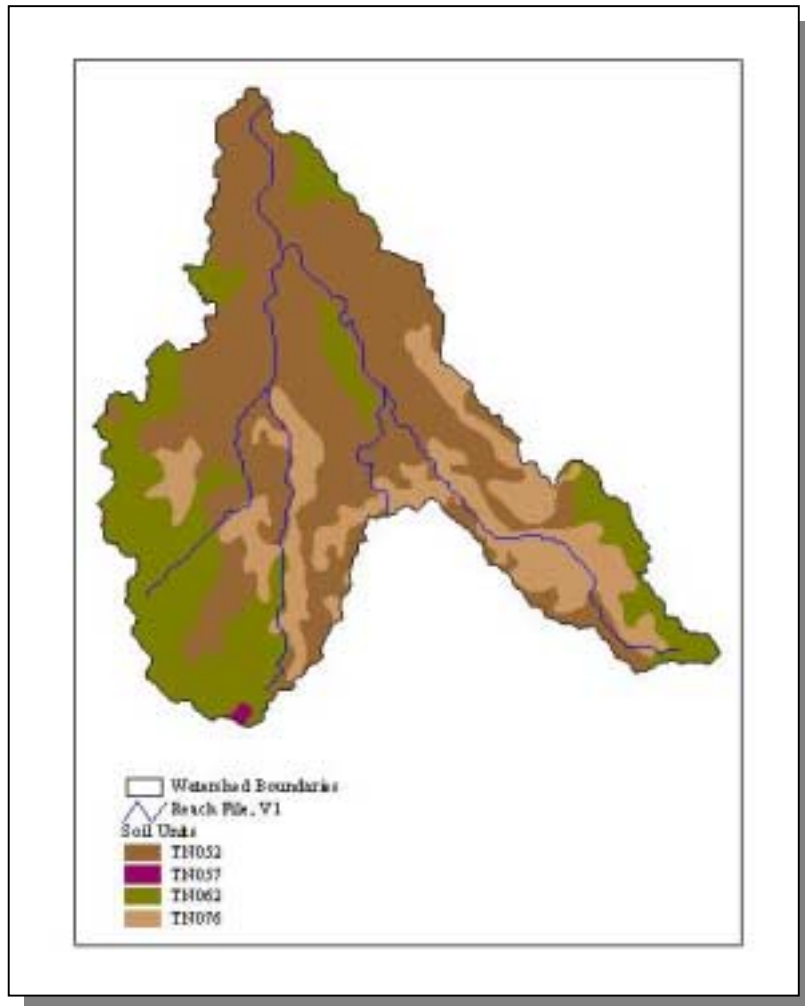 Watershed Boundaries
Reach File, V1
Soil Units
TN052
TN057
TN062
TN076